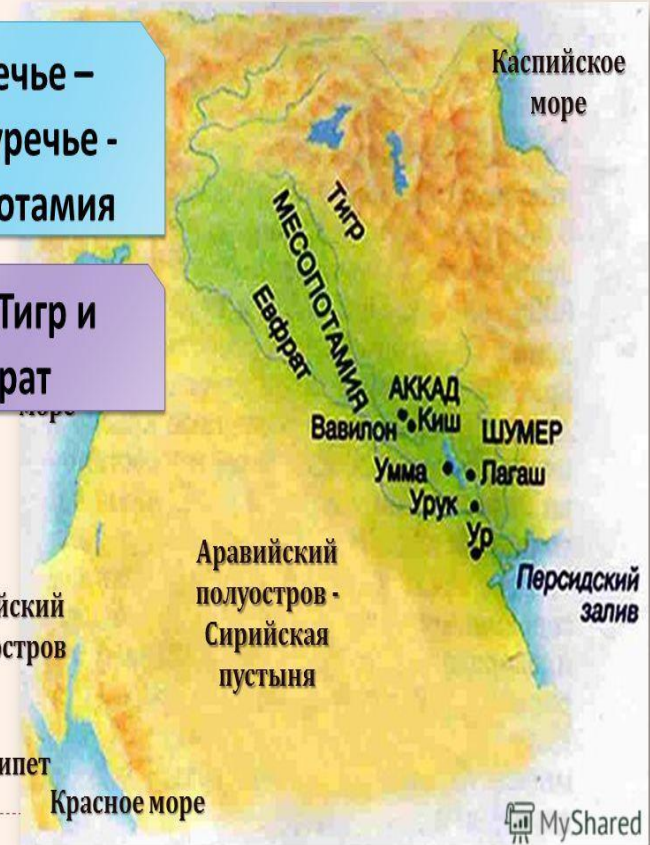 ечье –
уречье -
отамия
Тигр и
рат
море
Каспийское
море
Тигр
МЕСОПОТАМИЯ
Евфрат
АККАД
Киш
Вавилон
ШУМЕР
Умма
Лагаш
Урук
Ур
Персидский
залив
Аравийский
полуостров -
Сирийская
пустыня
йский
остров
ипет
Красное море
MyShared